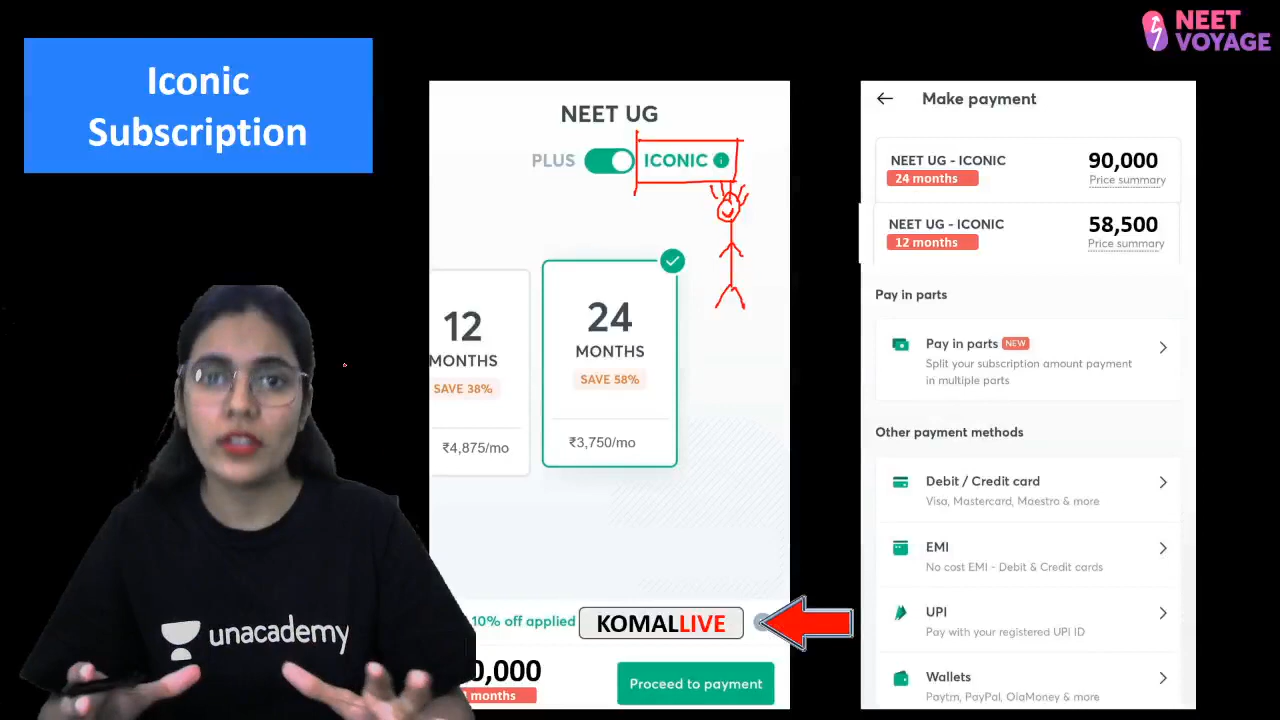 NEET
VOYAGE
Iconic
Subscription
unacademy
NEET UG
PLUS ICONIC
12
MONTHS
SAVE 38%
₹4,875/mo
24
MONTHS
SAVE 58%
₹3,750/mo
10% off applied KOMALLIVE
0,000
months
Proceed to payment
Make payment
NEET UG - ICONIC 90,000
24 months Price summary
NEET UG - ICONIC 58,500
12 months Price summary
Pay in parts
Pay in parts NEW
Split your subscription amount payment
in multiple parts
Other payment methods
Debit / Credit card
Visa, Mastercard, Maestro & more
EMI
No cost EMI - Debit & Credit cards
UPI
Pay with your registered UPI ID
Wallets
Paytm, PayPal, OlaMoney & more